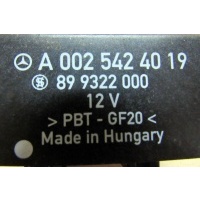 A 002 542 40 19
89 9322 000
12 V
> PBT - GF20 <
Made in Hungary